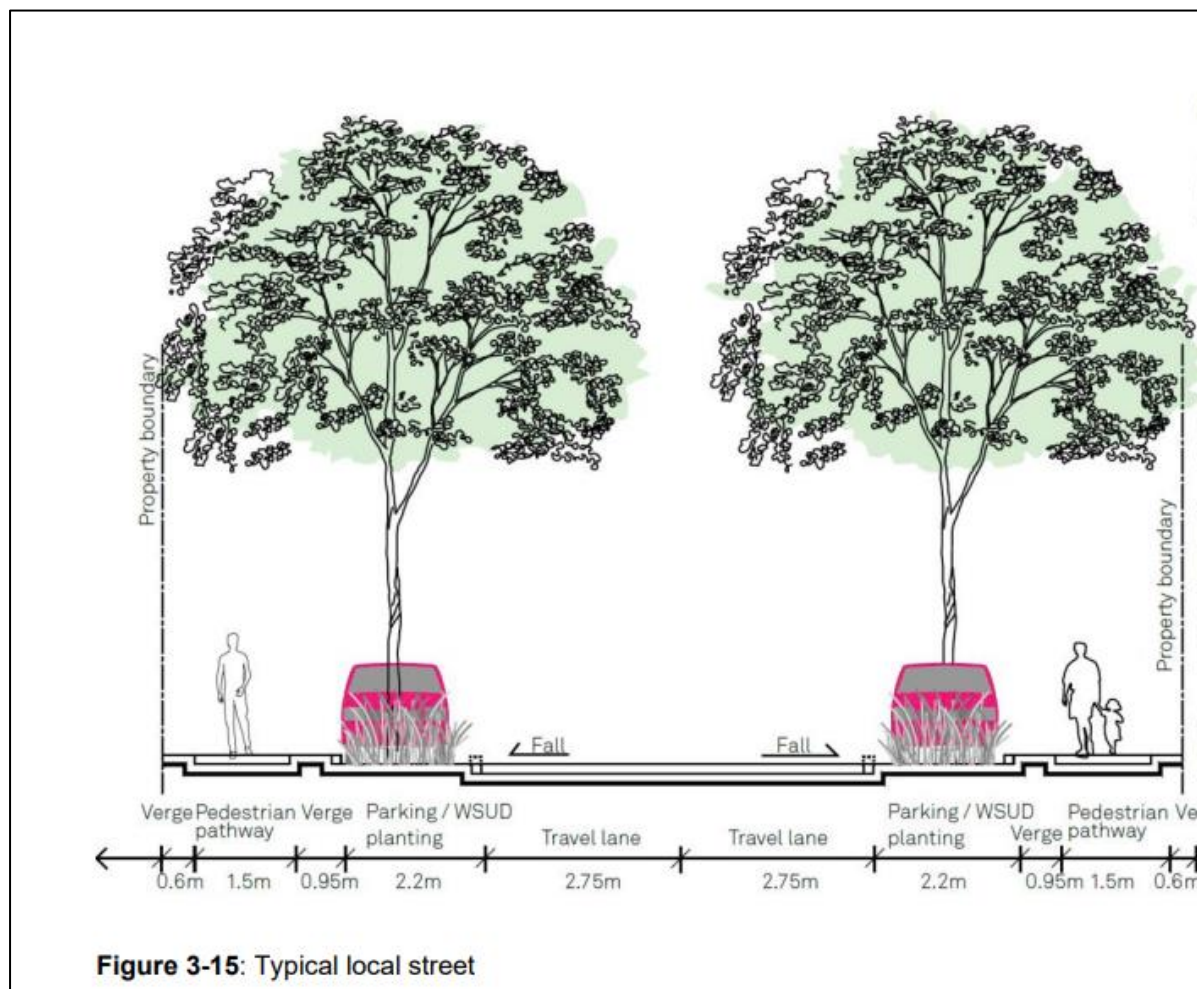 Property boundary
Property boundary
Fall
Fall
Verge Pedestrian Verge Parking / WSUD Parking / WSUD Pedestrian
pathway planting Travel lane Travel lane planting Verge pathway
0.6m 1.5m 0.95m 2.2m 2.75m 2.75m 2.2m 0.95m 1.5m 0.6m
Figure 3-15: Typical local street